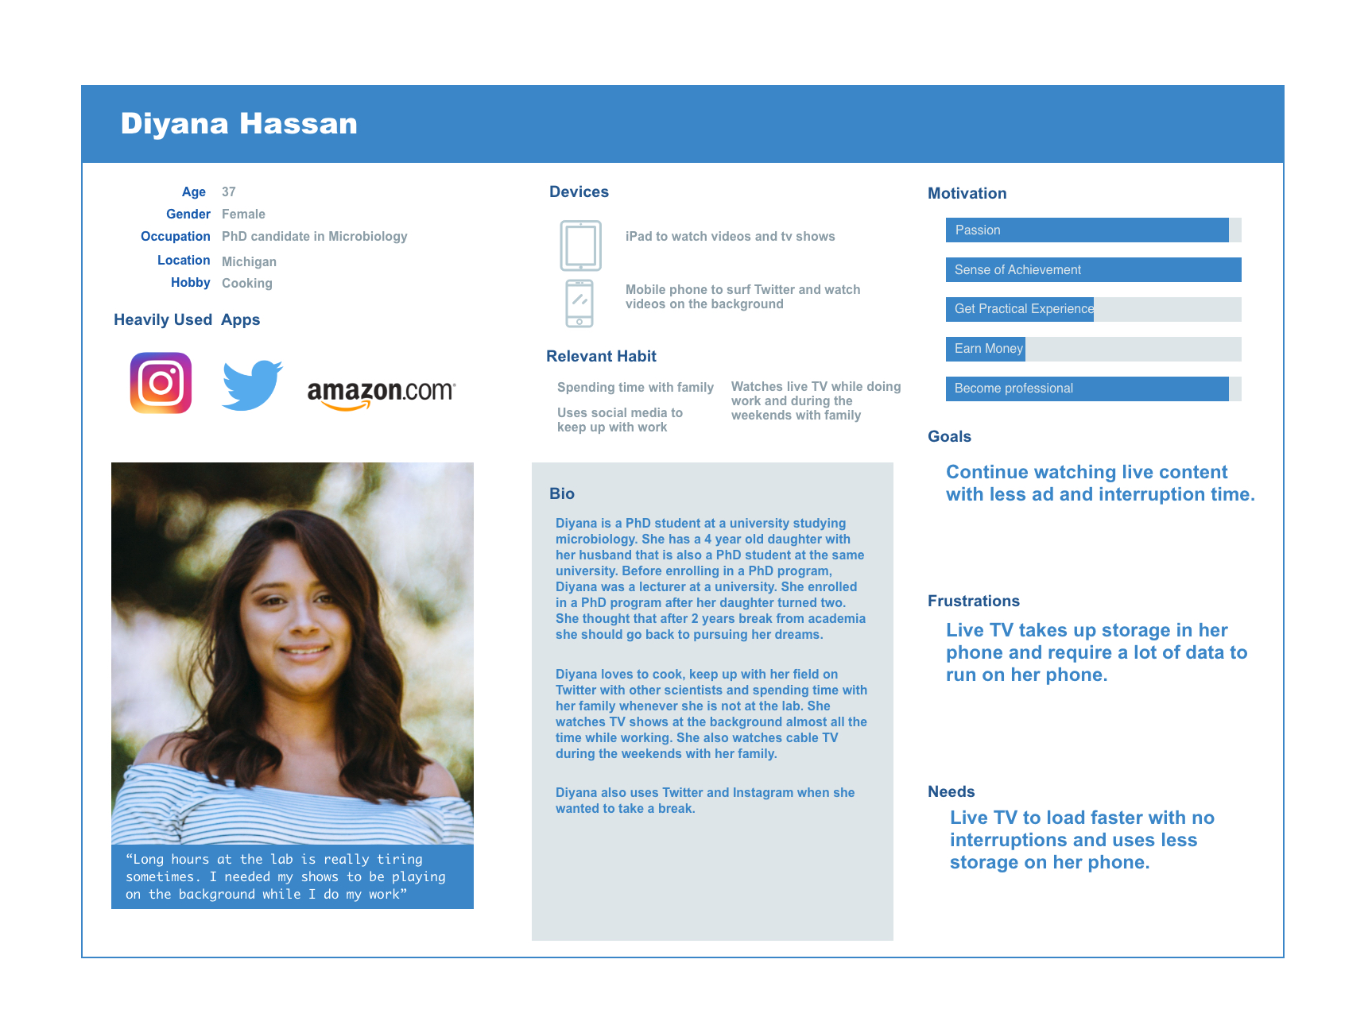 Diyana Hassan
Age 37
Gender Female
Occupation PhD candidate in Microbiology
Location Michigan
Hobby Cooking
Heavily Used Apps
amazon.com
“Long hours at the lab is really tiring
sometimes. I needed my shows to be playing
on the background while I do my work”
Devices
iPad to watch videos and tv shows
Mobile phone to surf Twitter and watch
videos on the background
Relevant Habit
Spending time with family
Uses social media to
keep up with work
Watches live TV while doing
work and during the
weekends with family
Bio
Diyana is a PhD student at a university studying
microbiology. She has a 4 year old daughter with
her husband that is also a PhD student at the same
university. Before enrolling in a PhD program,
Diyana was a lecturer at a university. She enrolled
in a PhD program after her daughter turned two.
She thought that after 2 years break from academia
she should go back to pursuing her dreams.
Diyana loves to cook, keep up with her field on
Twitter with other scientists and spending time with
her family whenever she is not at the lab. She
watches TV shows at the background almost all the
time while working. She also watches cable TV
during the weekends with her family.
Diyana also uses Twitter and Instagram when she
wanted to take a break.
Motivation
Passion
Sense of Achievement
Get Practical Experience
Earn Money
Become professional
Goals
Continue watching live content
with less ad and interruption time.
Frustrations
Live TV takes up storage in her
phone and require a lot of data to
run on her phone.
Needs
Live TV to load faster with no
interruptions and uses less
storage on her phone.